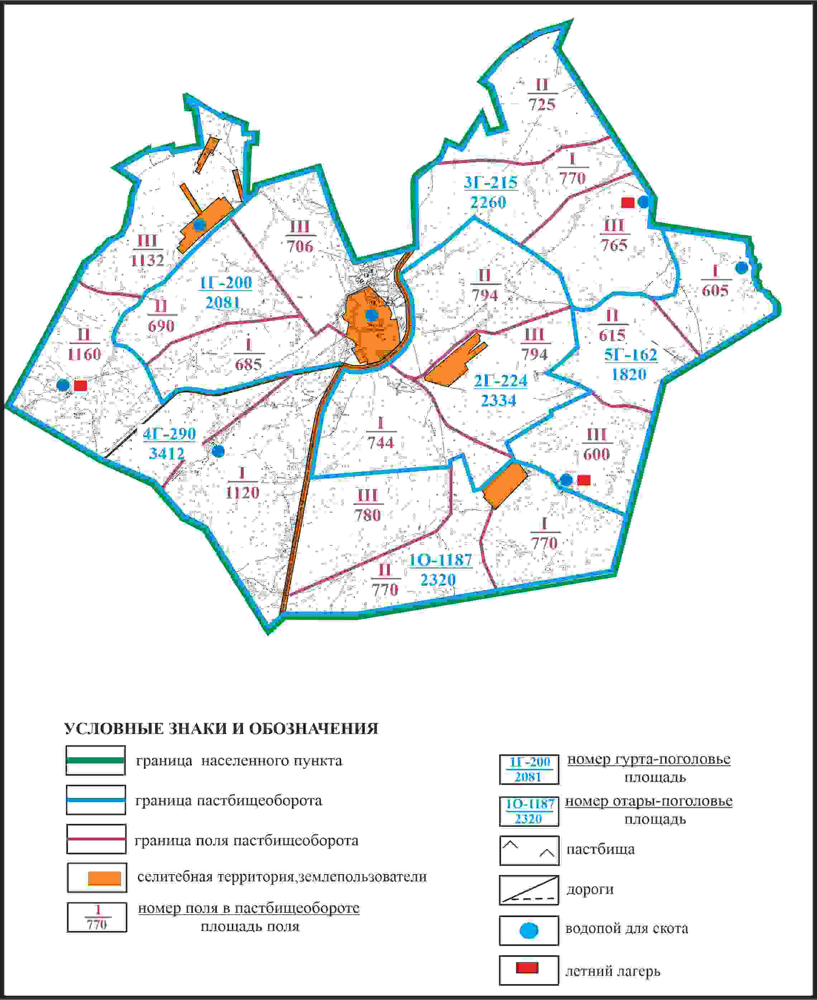 II
725
I
770
3Г-215
2260
III
765
III
706
III
1132
I
605
1Г-200
2081
II
794
II
690
II
615
III
794
II
1160
I
685
5Г-162
1820
2Г-224
2334
4Г-290
3412
I
744
III
600
I
1120
III
780
I
770
1О-1187
2320
II
770
УСЛОВНЫЕ ЗНАКИ И ОБОЗНАЧЕНИЯ
граница населенного пункта
граница пастбищеоборота
граница поля пастбищеоборота
селитебная территория,землепользователи
I
770
номер поля в пастбищеобороте
площадь поля
1Г-200
2081
номер гурта-поголовье
площадь
1О-1187
2320
номер отары-поголовье
площадь
пастбища
дороги
водопой для скота
летний лагерь